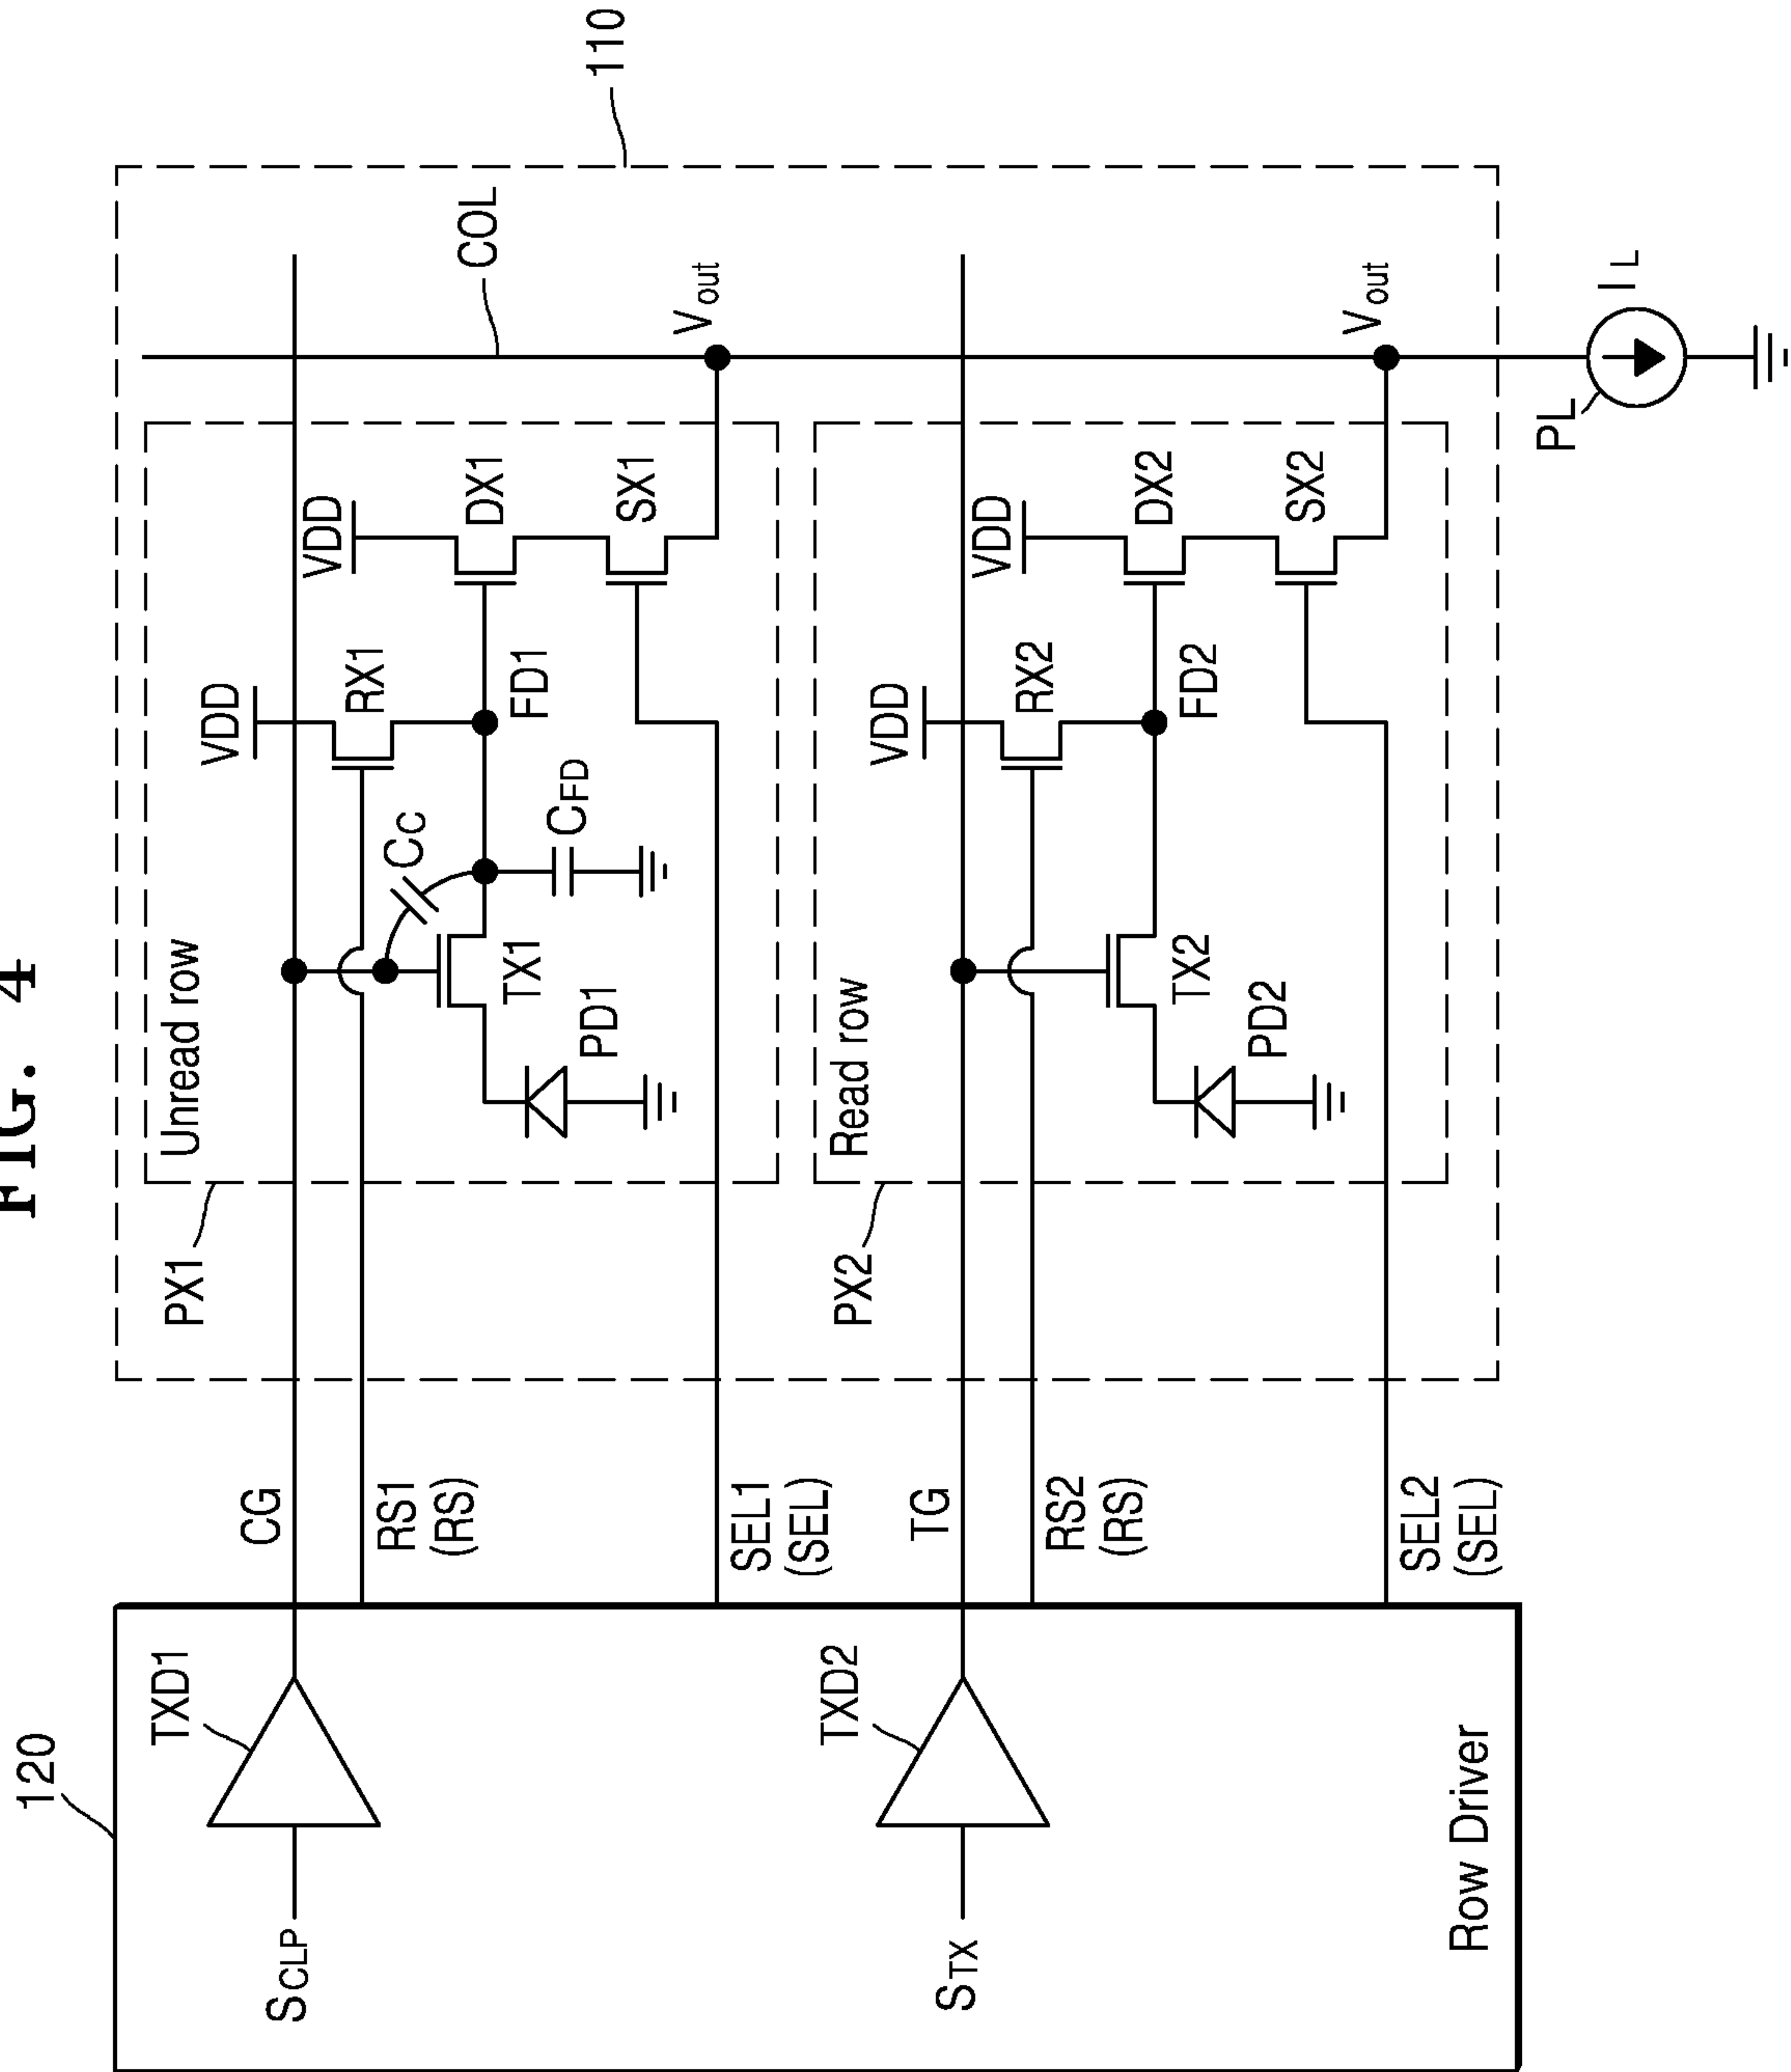 FIG. 4
120
TXD1
SCLP
TXD2
STX
Row Driver
CG
RS1
(RS)
SEL1
(SEL)
TG
RS2
(RS)
SEL2
(SEL)
110
PX1
Unread row
VDD
RX1
VDD
DX1
SX1
CC
CFD
FD1
TX1
PD1
COL
Vout
PX2
Read row
VDD
RX2
VDD
DX2
SX2
FD2
TX2
PD2
Vout
PL
IL